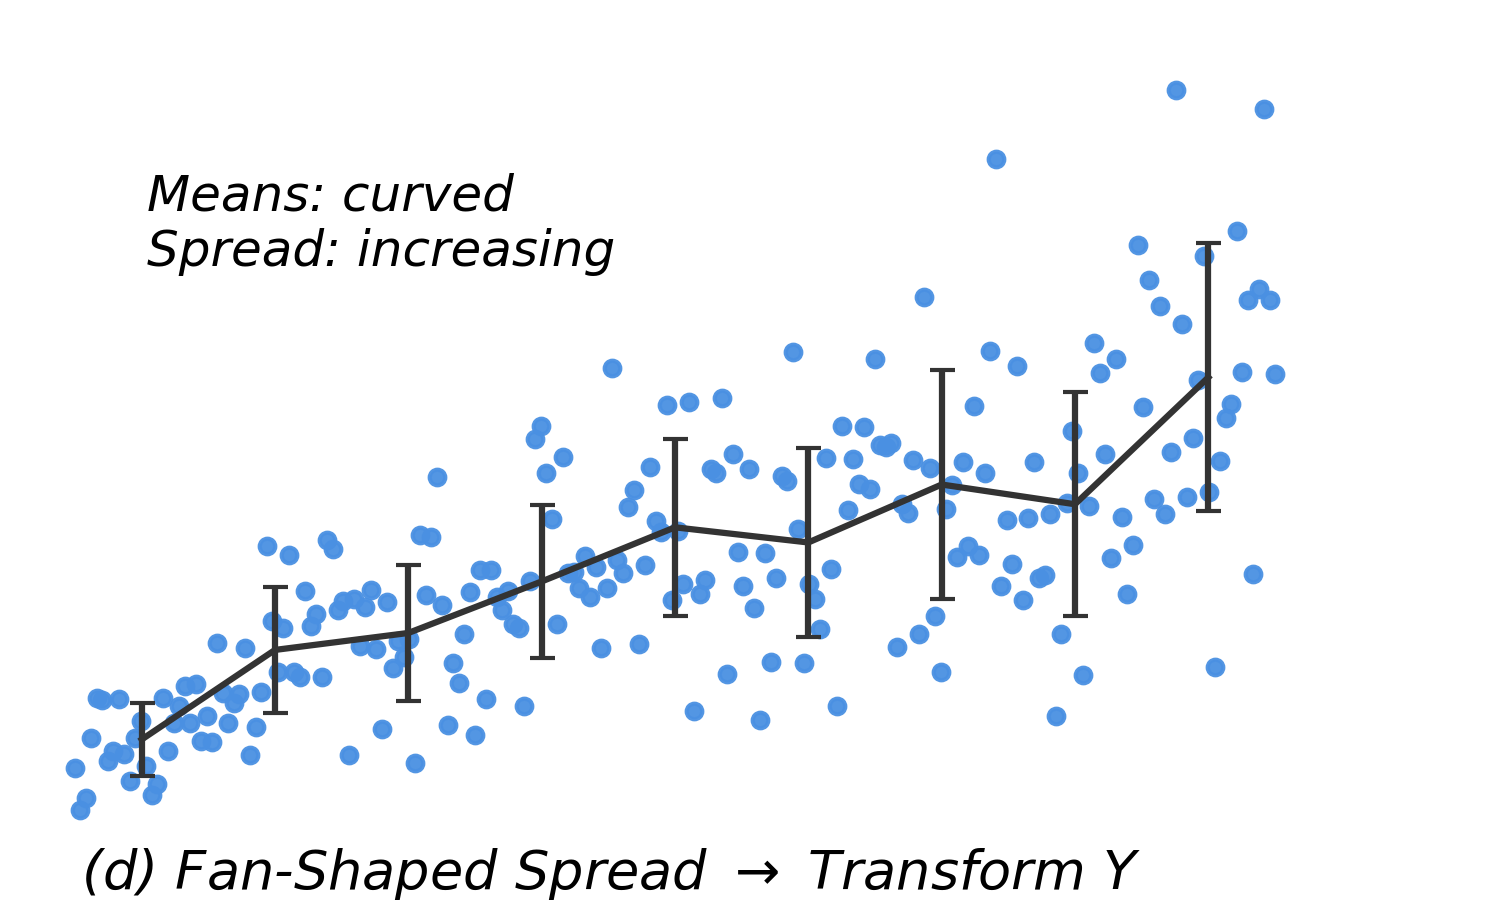 Means: curved
Spread: increasing
(d) Fan-Shaped Spread → Transform Y